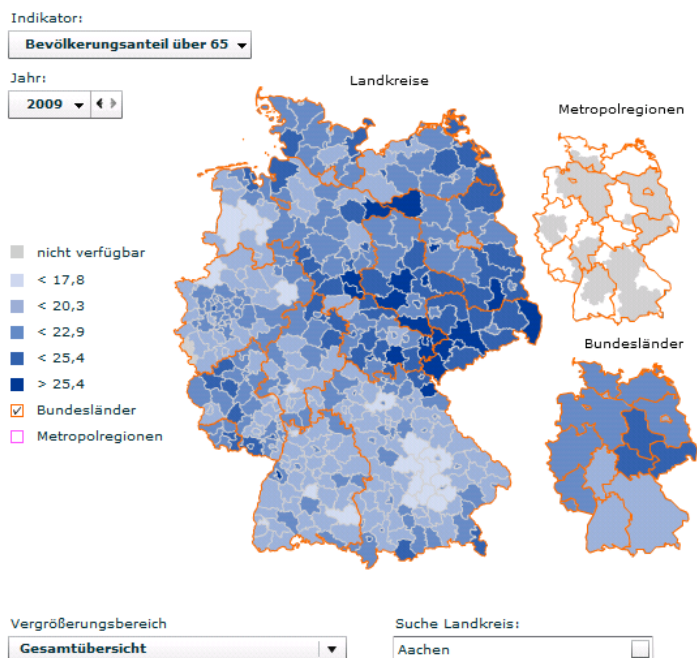 Indikator:
Bevölkerungsanteil über 65
Jahr:
2009
Landkreise
Metropolregionen
nicht verfügbar
< 17,8
< 20,3
< 22,9
< 25,4
> 25,4
Bundesländer
Metropolregionen
Bundesländer
Vergrößerungsbereich
Gesamtübersicht
Suche Landkreis:
Aachen